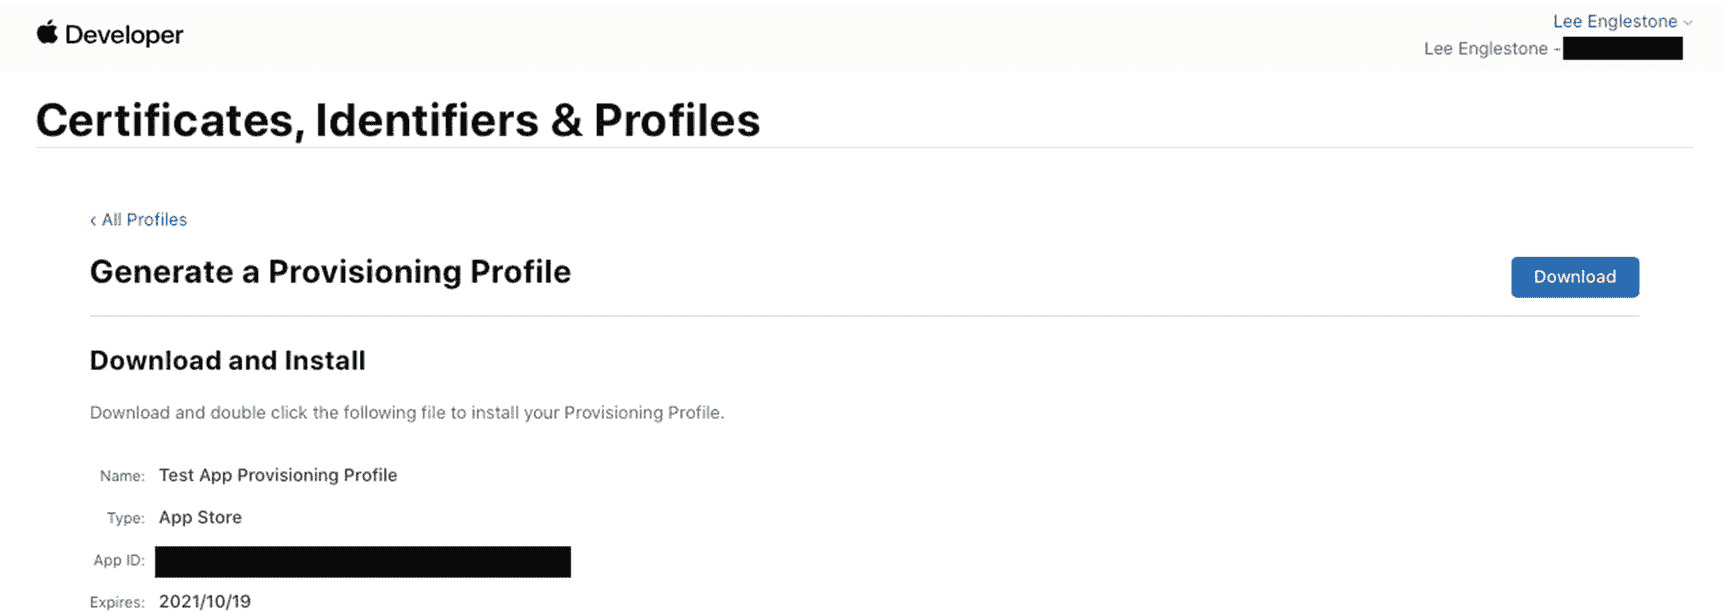 Developer
Lee Englestone
Lee Englestone -
Certificates, Identifiers & Profiles
‹ All Profiles
Generate a Provisioning Profile
Download
Download and Install
Download and double click the following file to install your Provisioning Profile.
Name: Test App Provisioning Profile
Type: App Store
App ID:
Expires: 2021/10/19